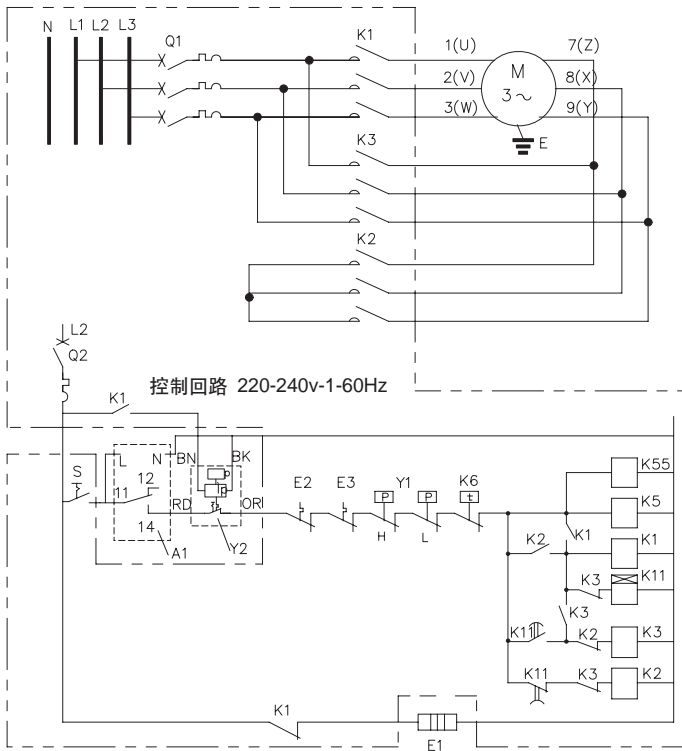 N L1 L2 L3
Q1
K1
1(U)
7(Z)
M
3~
2(V)
8(X)
3(W)
9(Y)
E
K3
K2
L2
Q2
控制回路 220-240v-1-60Hz
K1
L
N
BN
BK
S
12
11
14
RD
P
OR
A1
Y2
E2
E3
P
Y1
P
K6
t
H
L
K55
K5
K1
K2
K1
K3
K11
K3
K11
K2
K3
K11
K3
K2
K1
E1